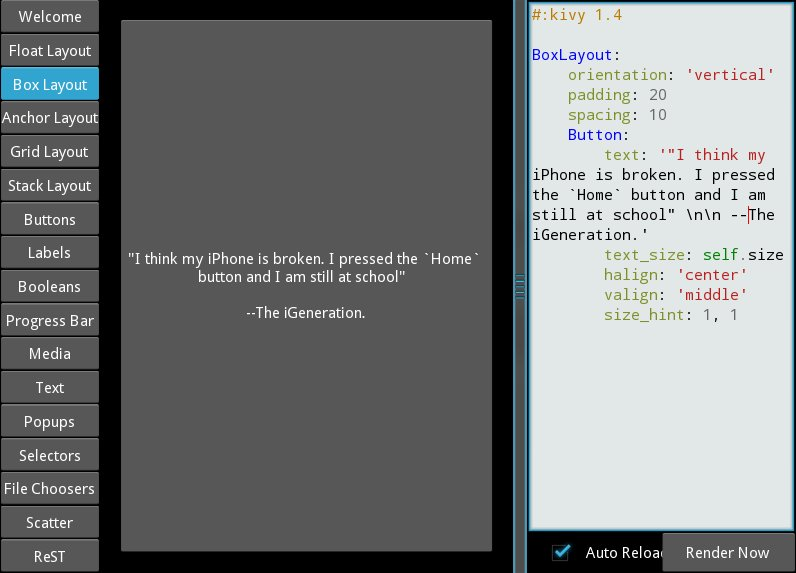 Welcome
Float Layout
Box Layout
Anchor Layout
Grid Layout
Stack Layout
Buttons
Labels
Booleans
Progress Bar
Media
Text
Popups
Selectors
File Choosers
Scatter
ReST
"I think my iPhone is broken. I pressed the `Home`
button and I am still at school"
--The iGeneration.
#:kivy 1.4
BoxLayout:
    orientation: 'vertical'
    padding: 20
    spacing: 10
    Button:
        text: '"I think my
iPhone is broken. I pressed
the `Home` button and I am
still at school" \n\n --The
iGeneration.'
        text_size: self.size
        halign: 'center'
        valign: 'middle'
        size_hint: 1, 1
Auto Reload
Render Now